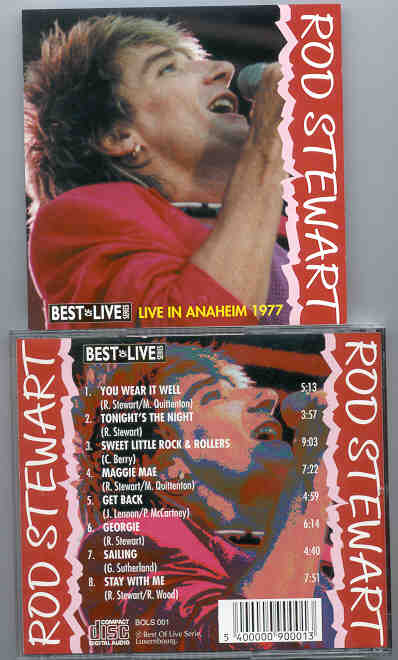 ROD STEWART
BEST OF LIVE SERIES
LIVE IN ANAHEIM 1977
ROD STEWART
ROD STEWART
BEST OF LIVE SERIES
1. YOU WEAR IT WELL 5:13
(R. Stewart/M. Quittenton)
2. TONIGHT'S THE NIGHT 3:57
(R. Stewart)
3. SWEET LITTLE ROCK & ROLLERS 9:03
(C. Berry)
4. MAGGIE MAE 7:22
(R. Stewart/M. Quittenton)
5. GET BACK 4:59
(J. Lennon/P. McCartney)
6. GEORGIE 6:14
(R. Stewart)
7. SAILING 4:40
(G. Sutherland)
8. STAY WITH ME 7:51
(R. Stewart/R. Wood)
COMPACT
disc
DIGITAL AUDIO
BOLS 001
℗ Best Of Live Serie,
Luxembourg.
5 400000 900013